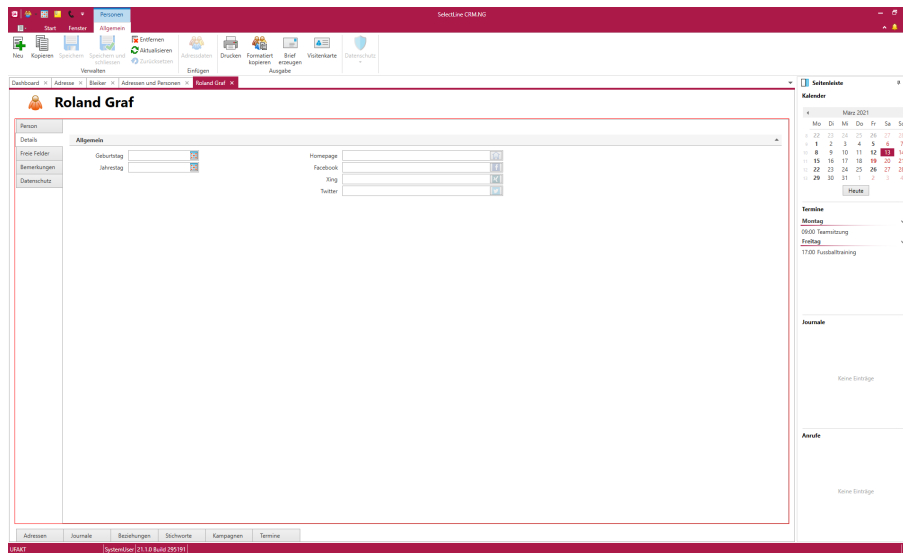 Personen
SelectLine CRM.NG
Start Fenster Allgemein
Neu Kopieren Speichern Speichern und schliessen Entfernen Aktualisieren Zurücksetzen Adressdaten Drucken Formatiert kopieren Brief erzeugen Visitenkarte Datenschutz
Verwalten Einfügen Ausgabe
Dashboard Adresse Bleiker Adressen und Personen Roland Graf
Roland Graf
Person
Details
Freie Felder
Bemerkungen
Datenschutz
Allgemein
Geburtstag Homepage
Jahrestag Facebook
Xing
Twitter
Seitenleiste
Kalender
März 2021
Mo Di Mi Do Fr Sa So
8 22 23 24 25 26 27 28
9 1 2 3 4 5 6 7
10 8 9 10 11 12 13 14
11 15 16 17 18 19 20 21
12 22 23 24 25 26 27 28
13 29 30 31 1 2 3 4
Heute
Termine
Montag
09:00 Teamsitzung
Freitag
17:00 Fussballtraining
Journale
Keine Einträge
Anrufe
Keine Einträge
Adressen Journale Beziehungen Stichworte Kampagnen Termine
UFAKT SystemUser 21.1.0 Build 295191